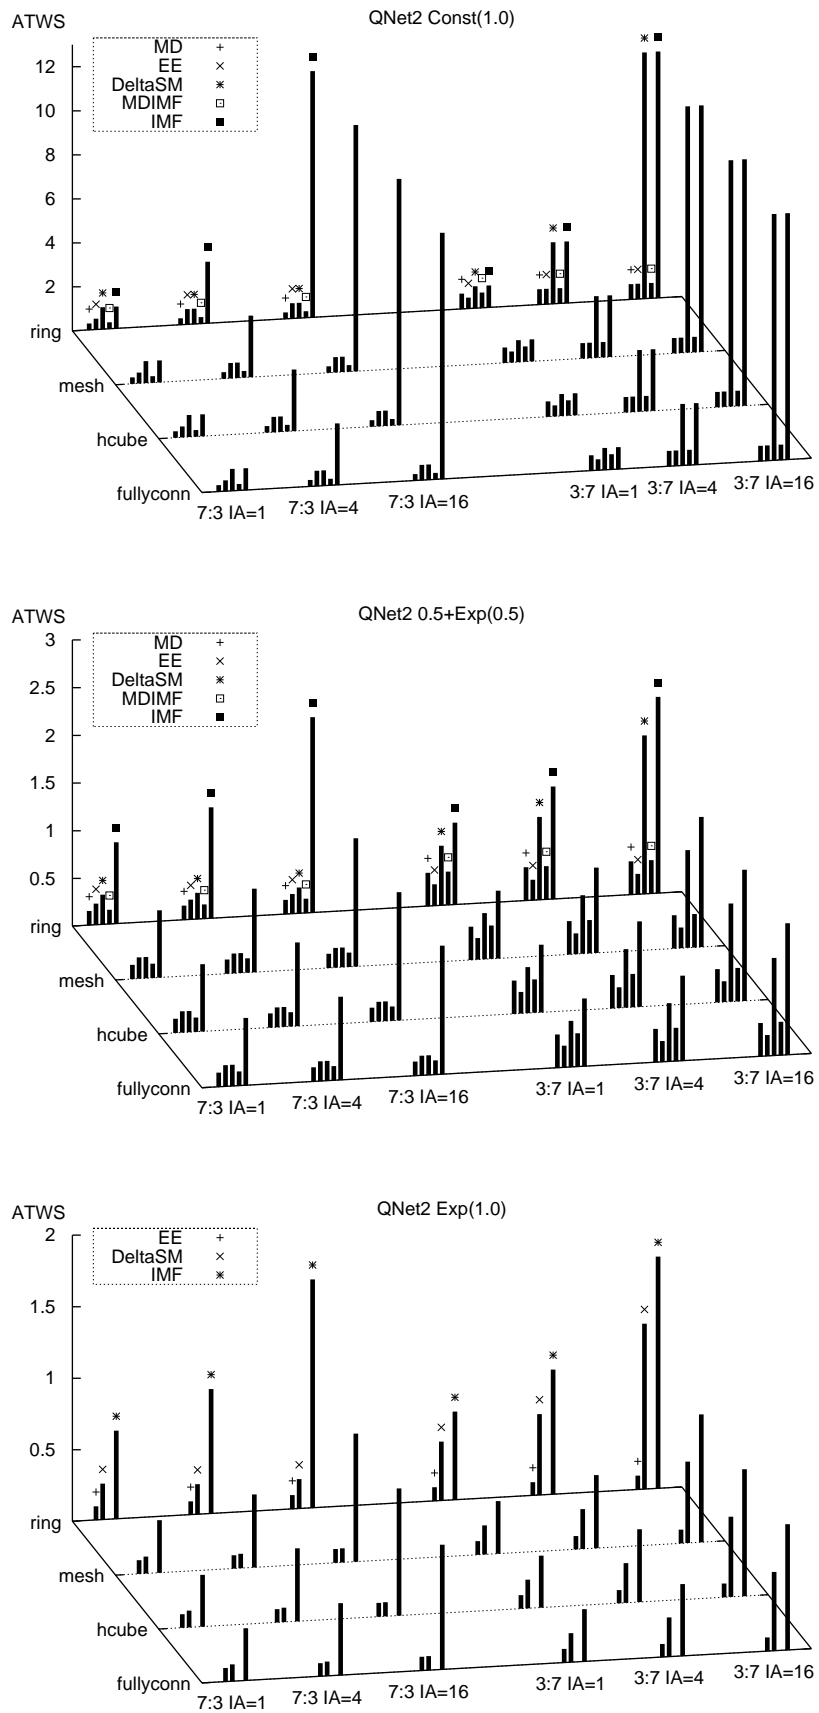 ATWS
QNet2 Const(1.0)
MD
EE
DeltaSM
MDIMF
IMF
12
10
8
6
4
2
ring
mesh
hcube
fullyconn
7:3 IA=1
7:3 IA=4
7:3 IA=16
3:7 IA=1
3:7 IA=4
3:7 IA=16
ATWS
QNet2 0.5+Exp(0.5)
MD
EE
DeltaSM
MDIMF
IMF
3
2.5
2
1.5
1
0.5
ring
mesh
hcube
fullyconn
7:3 IA=1
7:3 IA=4
7:3 IA=16
3:7 IA=1
3:7 IA=4
3:7 IA=16
ATWS
QNet2 Exp(1.0)
EE
DeltaSM
IMF
2
1.5
1
0.5
ring
mesh
hcube
fullyconn
7:3 IA=1
7:3 IA=4
7:3 IA=16
3:7 IA=1
3:7 IA=4
3:7 IA=16